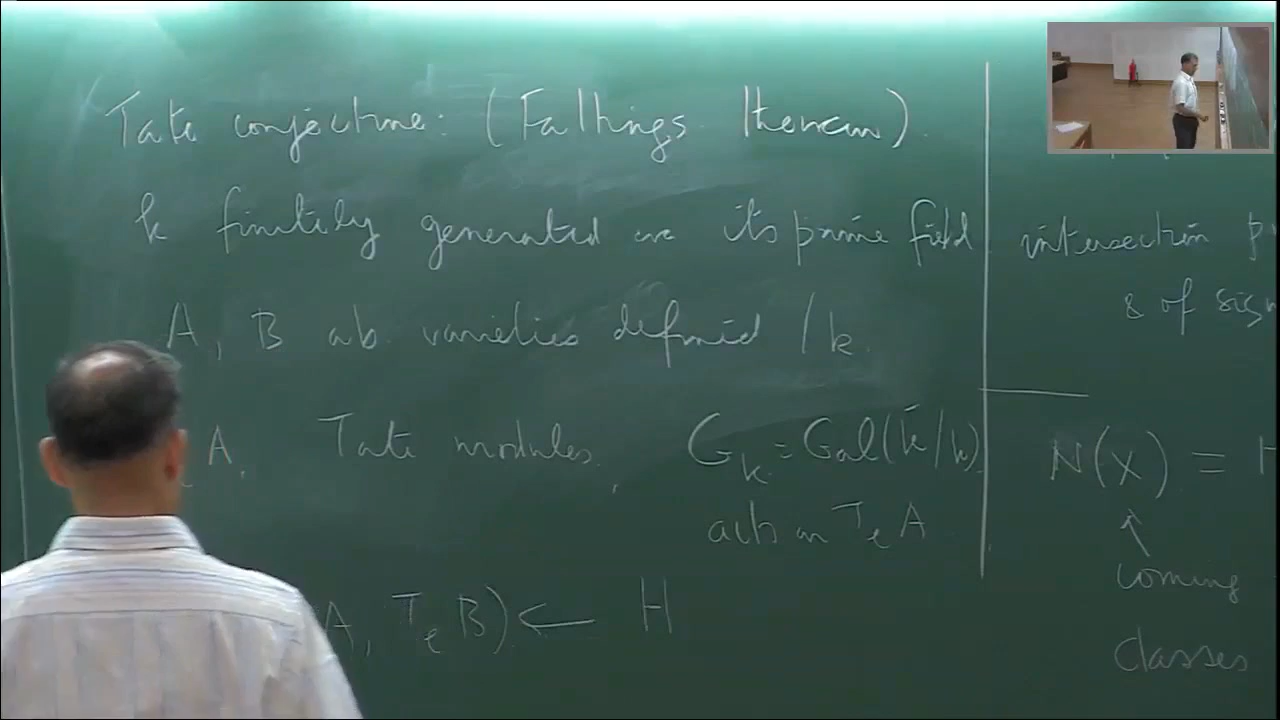 Tate conjecture: (Faltings theorem).
k finitely generated over its prime field
A, B ab. varieties defined /k.
A, Tate modules, G_k = Gal(k̄/k)
acts on T_ℓ A
A, T_ℓ B) ← H
intersection
& of sign
N(X) =
↑
coming
classes